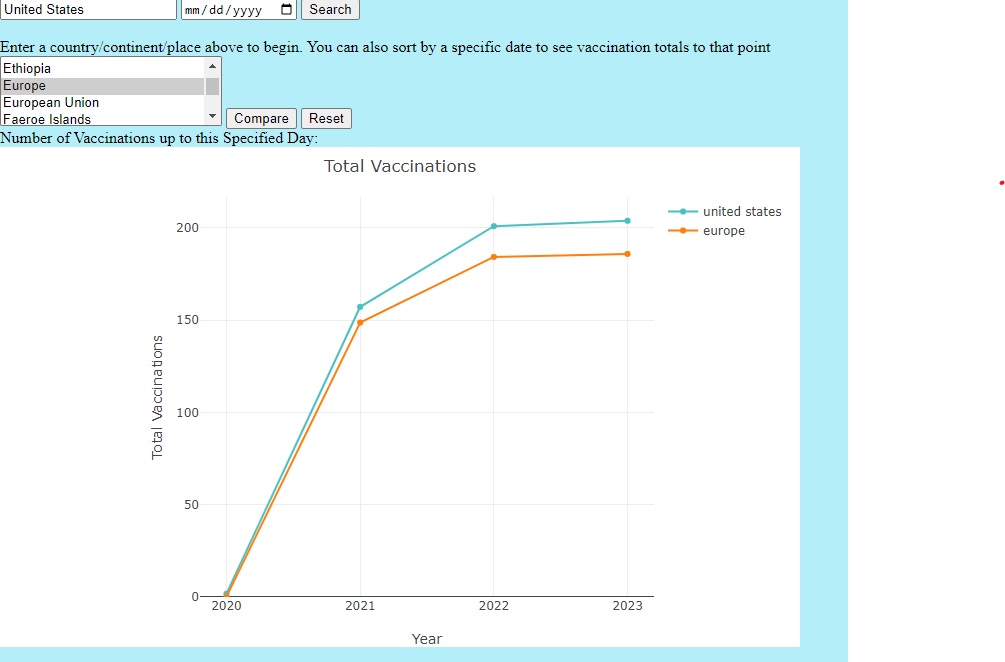 United States mm/dd/yyyy Search
Enter a country/continent/place above to begin. You can also sort by a specific date to see vaccination totals to that point
Ethiopia
Europe
European Union
Faeroe Islands
Compare Reset
Number of Vaccinations up to this Specified Day:
Total Vaccinations
united states
europe
200
150
100
50
0
Total Vaccinations
2020 2021 2022 2023
Year